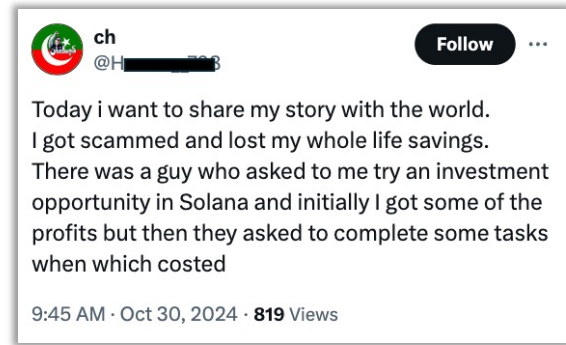 ch
Follow
@H
Today i want to share my story with the world.
I got scammed and lost my whole life savings.
There was a guy who asked to me try an investment
opportunity in Solana and initially I got some of the
profits but then they asked to complete some tasks
when which costed
9:45 AM · Oct 30, 2024 · 819 Views